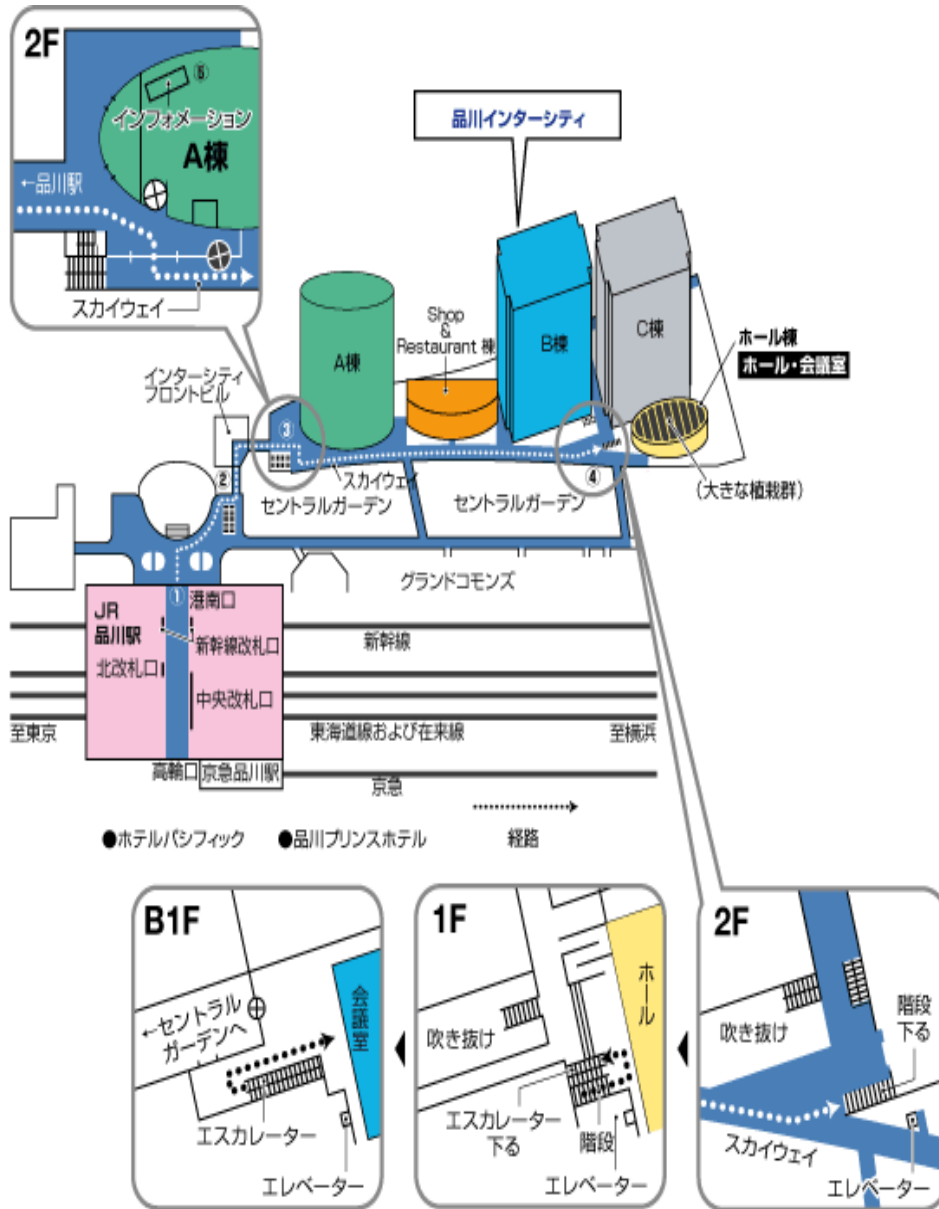 2F
⑤
インフォメーション
A棟
←品川駅
スカイウェイ
品川インターシティ
A棟
Shop
&
Restaurant 棟
B棟
C棟
ホール棟
ホール・会議室
インターシティ
フロントビル
③
②
スカイウェイ
④
(大きな植栽群)
セントラルガーデン
セントラルガーデン
グランドコモンズ
①
港南口
JR
品川駅
新幹線改札口
新幹線
北改札口
中央改札口
至東京
東海道線および在来線
至横浜
高輪口
京急品川駅
京急
●ホテルパシフィック
●品川プリンスホテル
経路
B1F
←セントラル
ガーデンへ
会議室
エスカレーター
エレベーター
1F
ホール
吹き抜け
エスカレーター
下る
階段
エレベーター
2F
吹き抜け
階段
下る
スカイウェイ
エレベーター